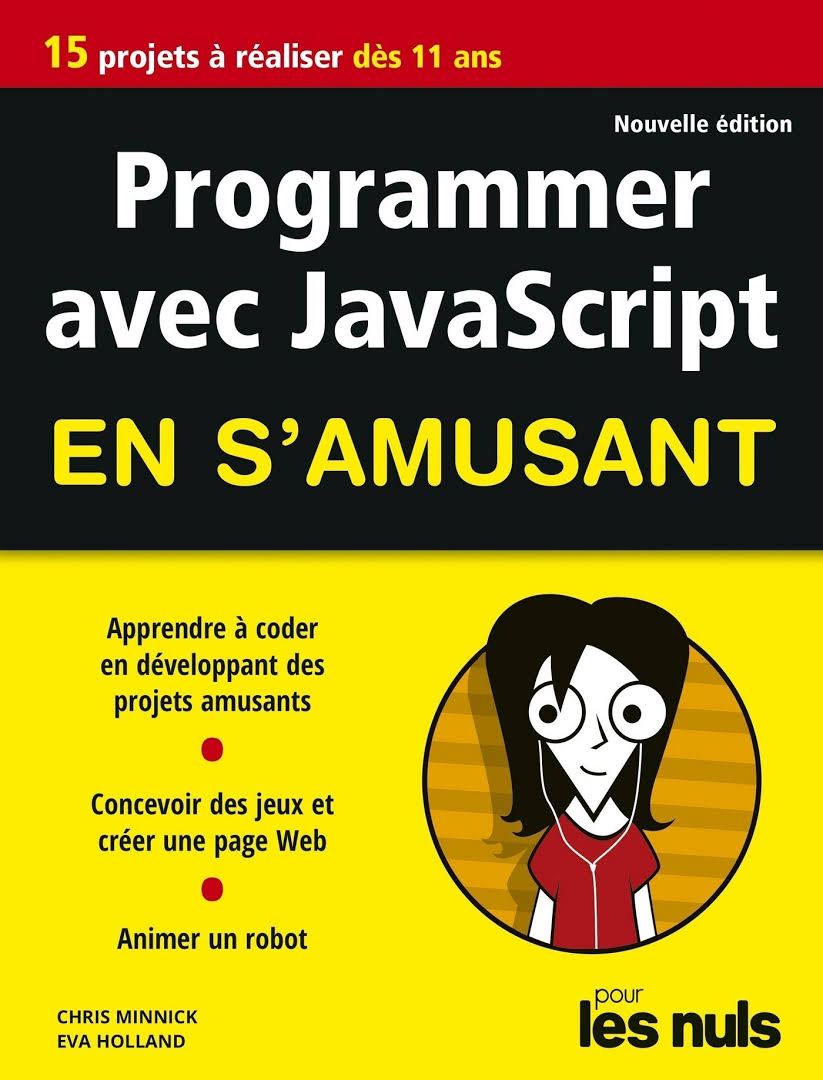 15 projets à réaliser dès 11 ans
Nouvelle édition
Programmer
avec JavaScript
EN S’AMUSANT
Apprendre à coder
en développant des
projets amusants
Concevoir des jeux et
créer une page Web
Animer un robot
CHRIS MINNICK
EVA HOLLAND
pour
les nuls